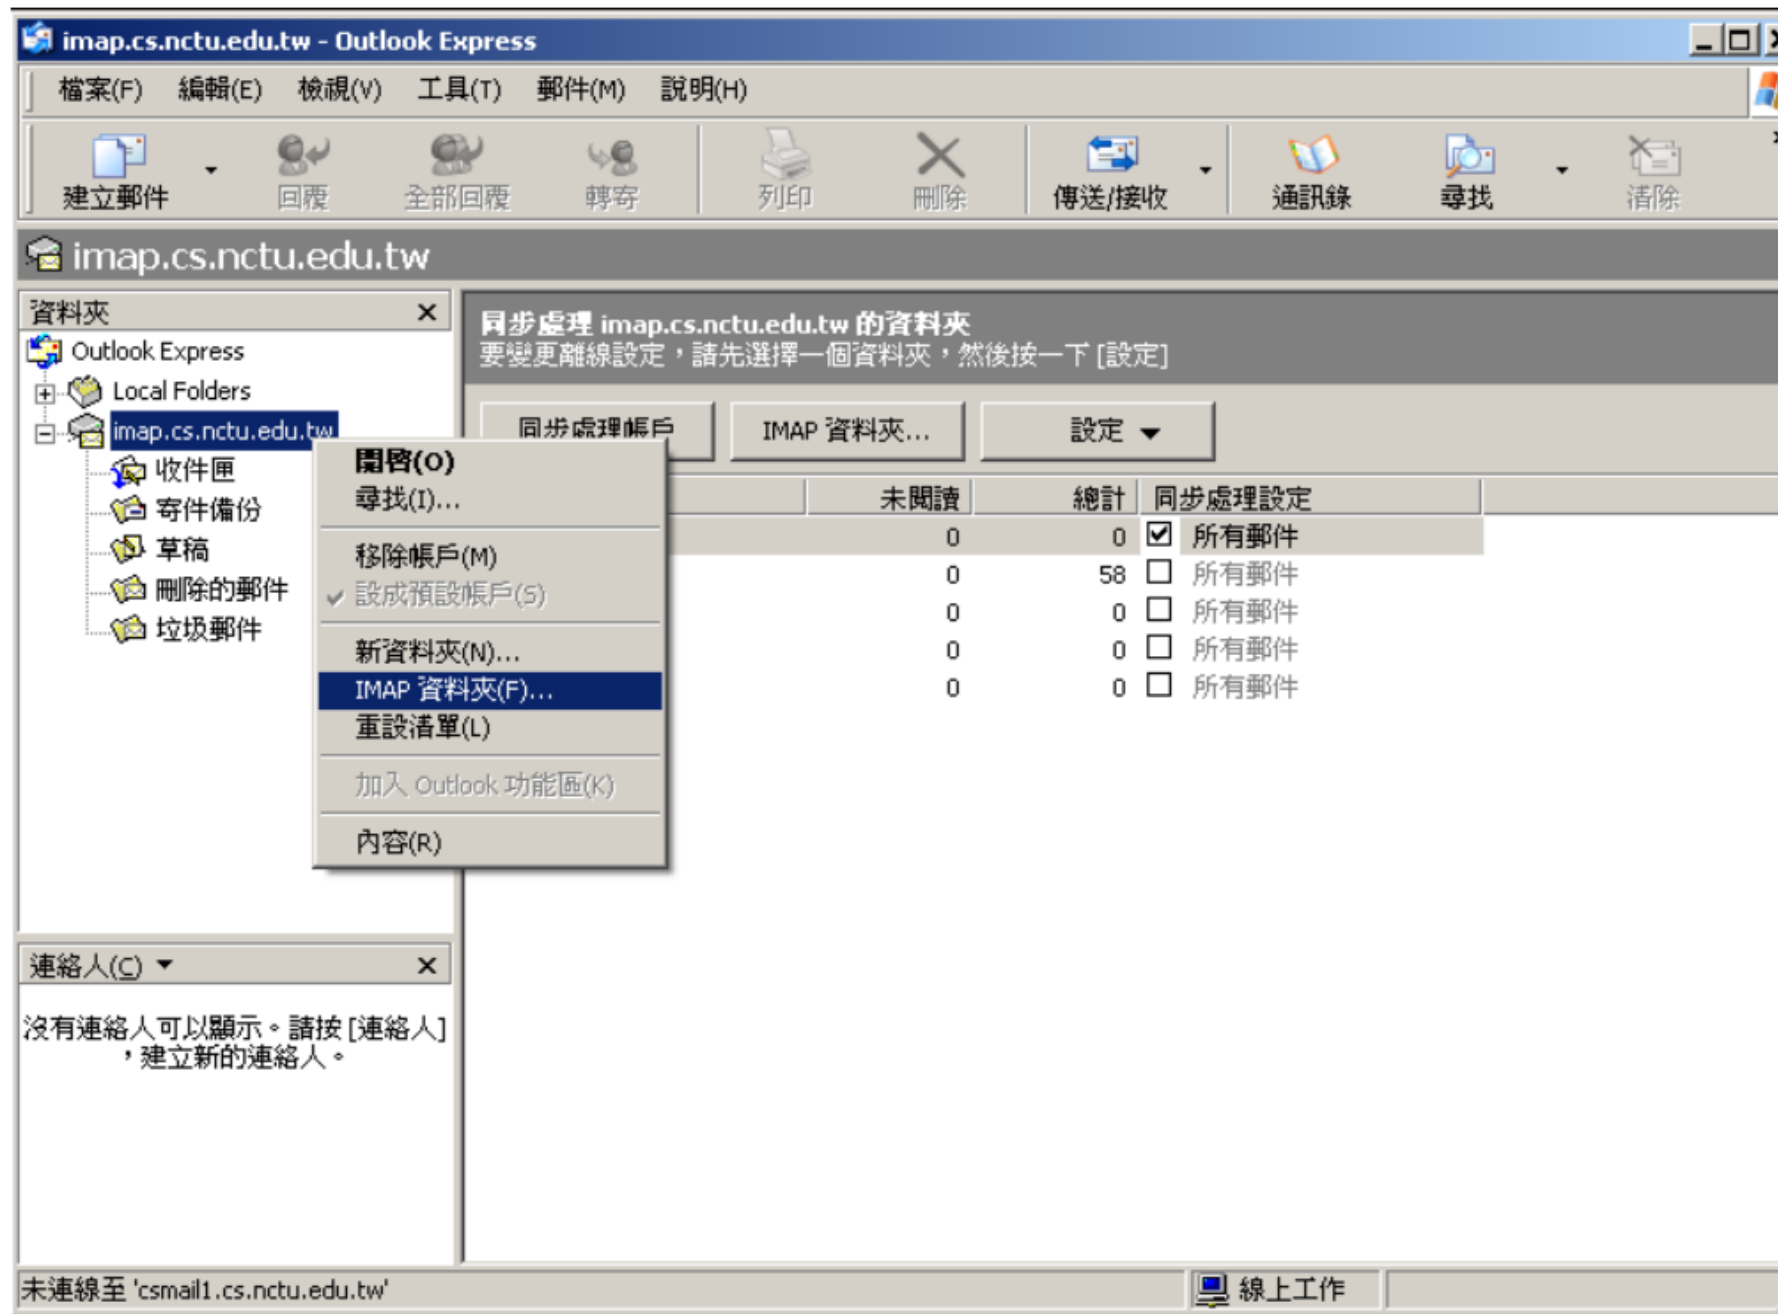 imap.cs.nctu.edu.tw - Outlook Express
檔案(F) 編輯(E) 檢視(V) 工具(T) 郵件(M) 說明(H)
建立郵件 回覆 全部回覆 轉寄 列印 刪除 傳送/接收 通訊錄 尋找 清除
imap.cs.nctu.edu.tw
資料夾
Outlook Express
Local Folders
imap.cs.nctu.edu.tw
收件匣
寄件備份
草稿
刪除的郵件
垃圾郵件
開啓(O)
尋找(I)...
移除帳戶(M)
設成預設帳戶(S)
新資料夾(N)...
IMAP 資料夾(F)...
重設清單(L)
加入 Outlook 功能區(K)
內容(R)
同步處理 imap.cs.nctu.edu.tw 的資料夾
要變更離線設定，請先選擇一個資料夾，然後按一下 [設定]
同步處理帳戶 IMAP 資料夾... 設定
未閱讀 總計 同步處理設定
0 0 所有郵件
0 58 所有郵件
0 0 所有郵件
0 0 所有郵件
0 0 所有郵件
連絡人(C)
沒有連絡人可以顯示。請按 [連絡人]
，建立新的連絡人。
未連線至 'csmail1.cs.nctu.edu.tw'
線上工作